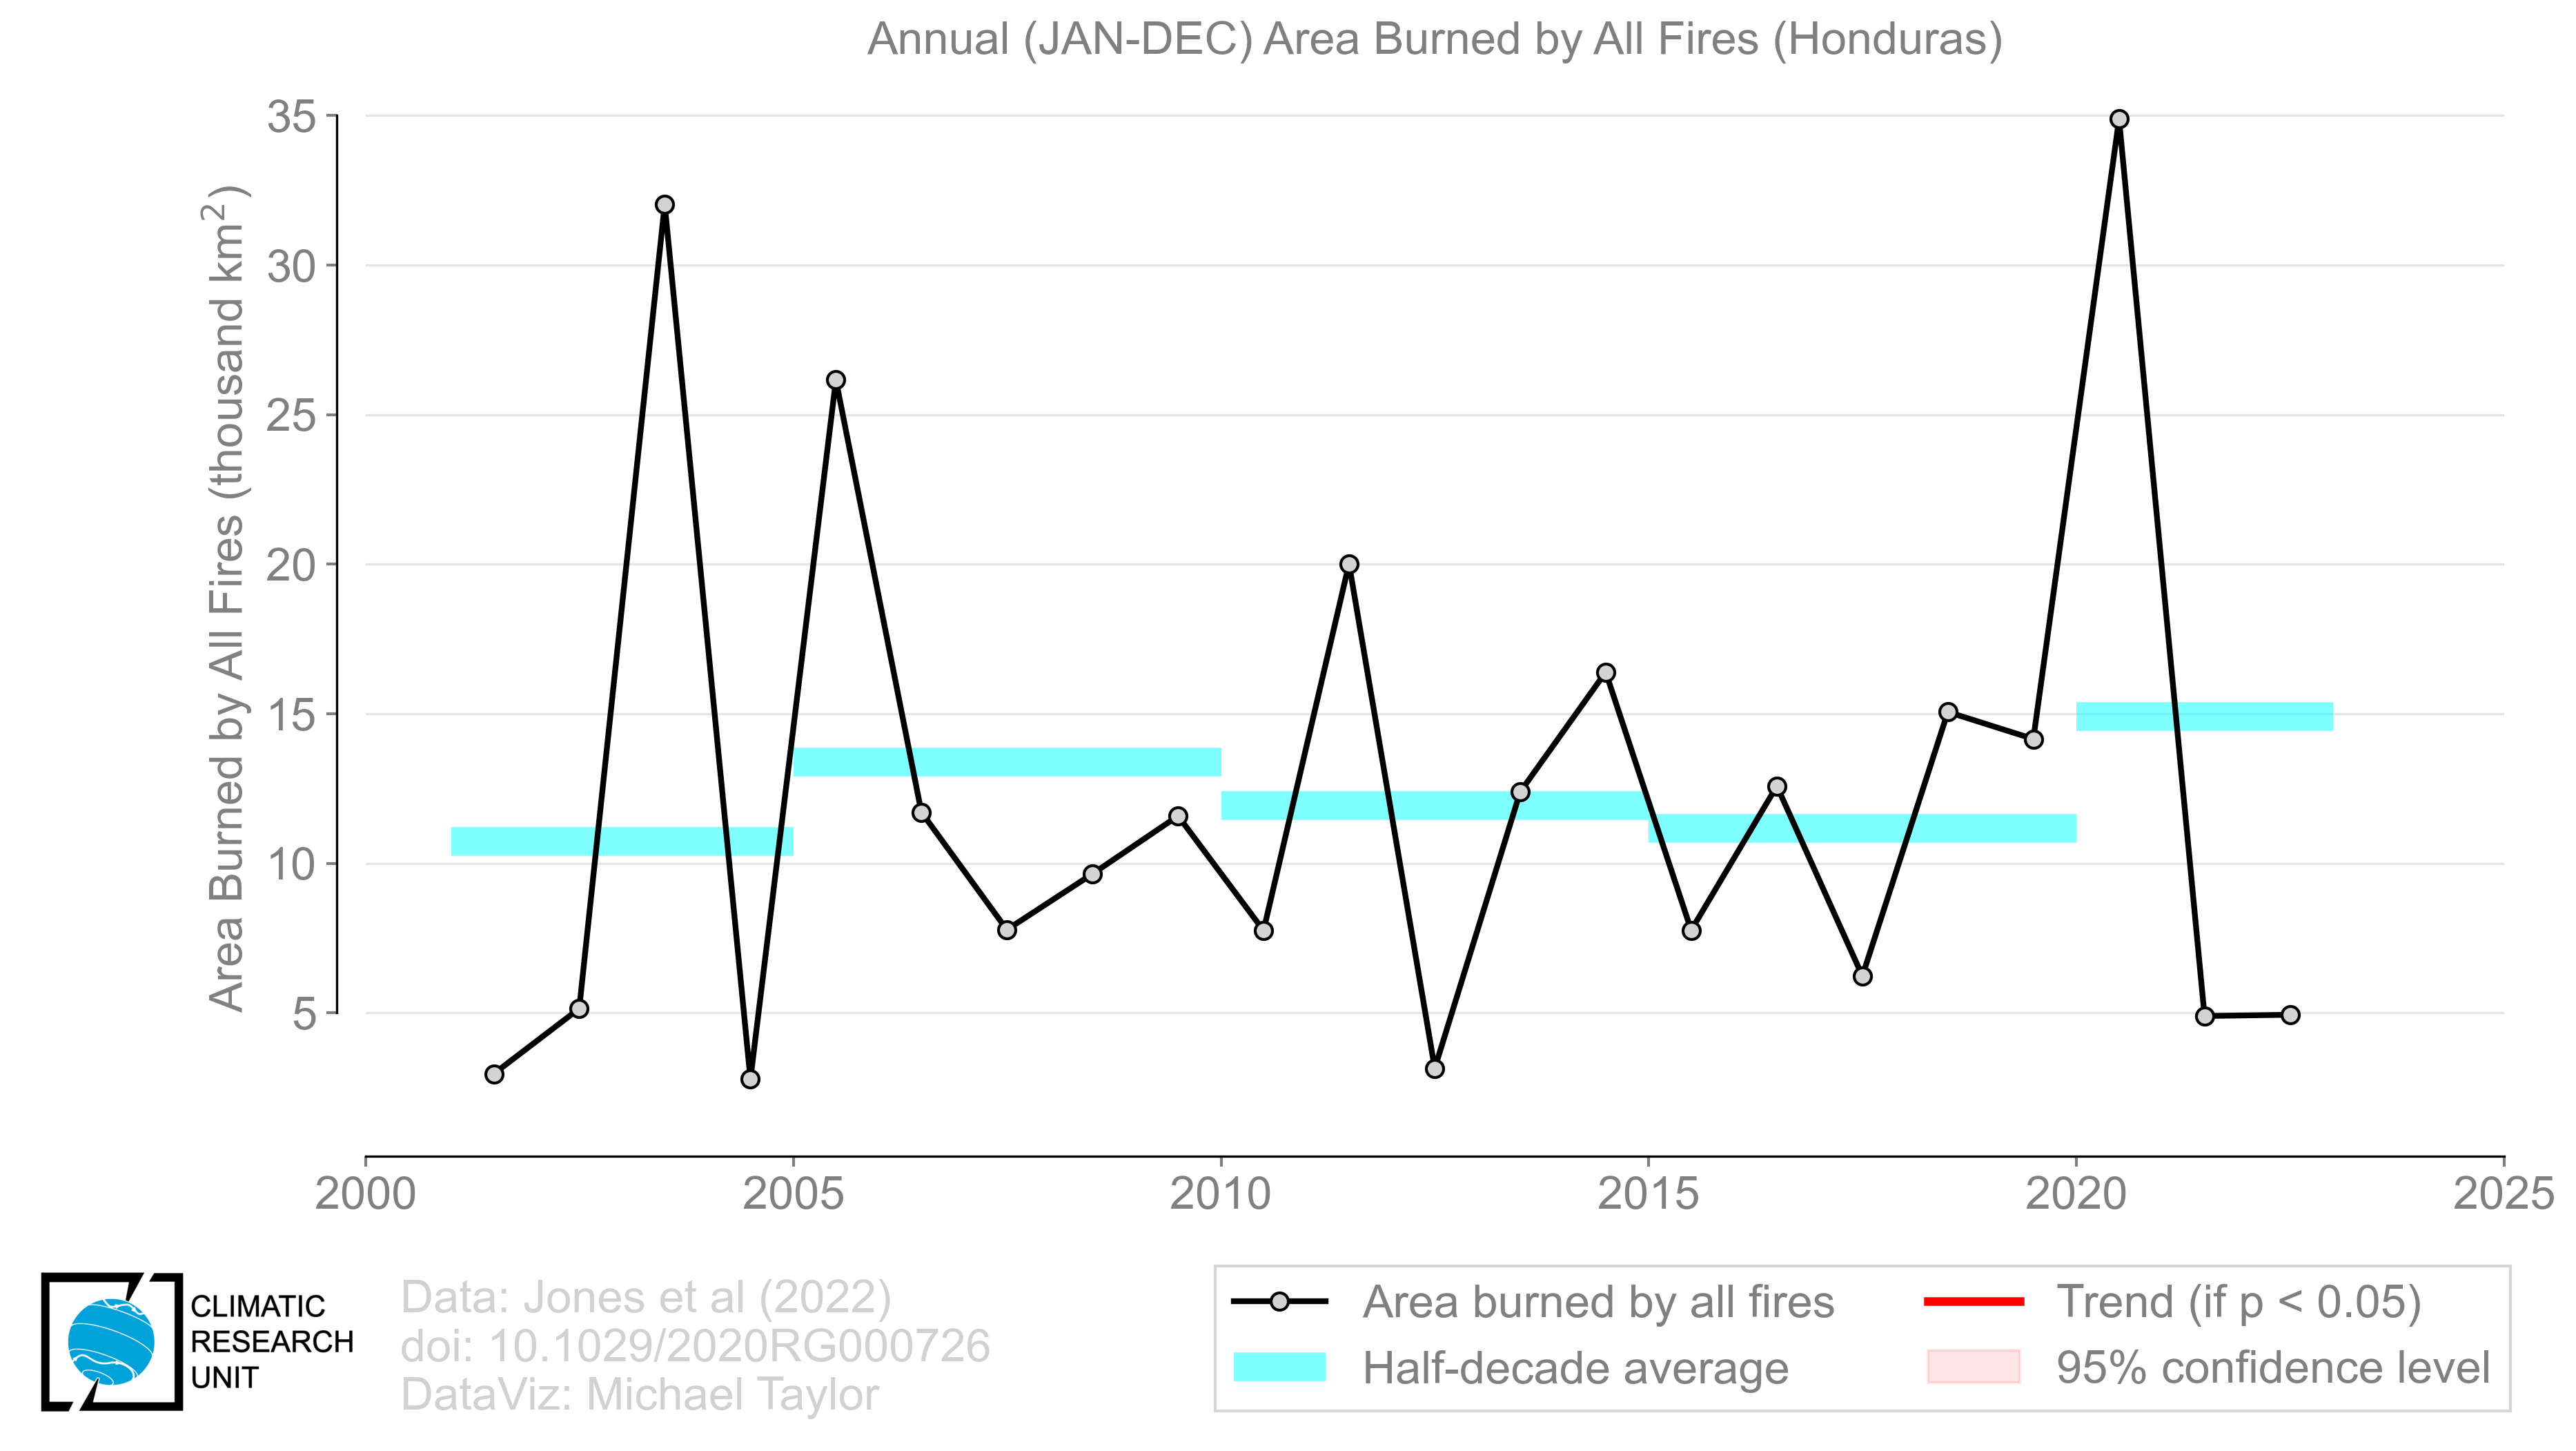 Annual (JAN-DEC) Area Burned by All Fires (Honduras)
Area Burned by All Fires (thousand km²)
35
30
25
20
15
10
5
2000
2005
2010
2015
2020
2025
CLIMATIC
RESEARCH
UNIT
Data: Jones et al (2022)
doi: 10.1029/2020RG000726
DataViz: Michael Taylor
Area burned by all fires
Half-decade average
Trend (if p < 0.05)
95% confidence level